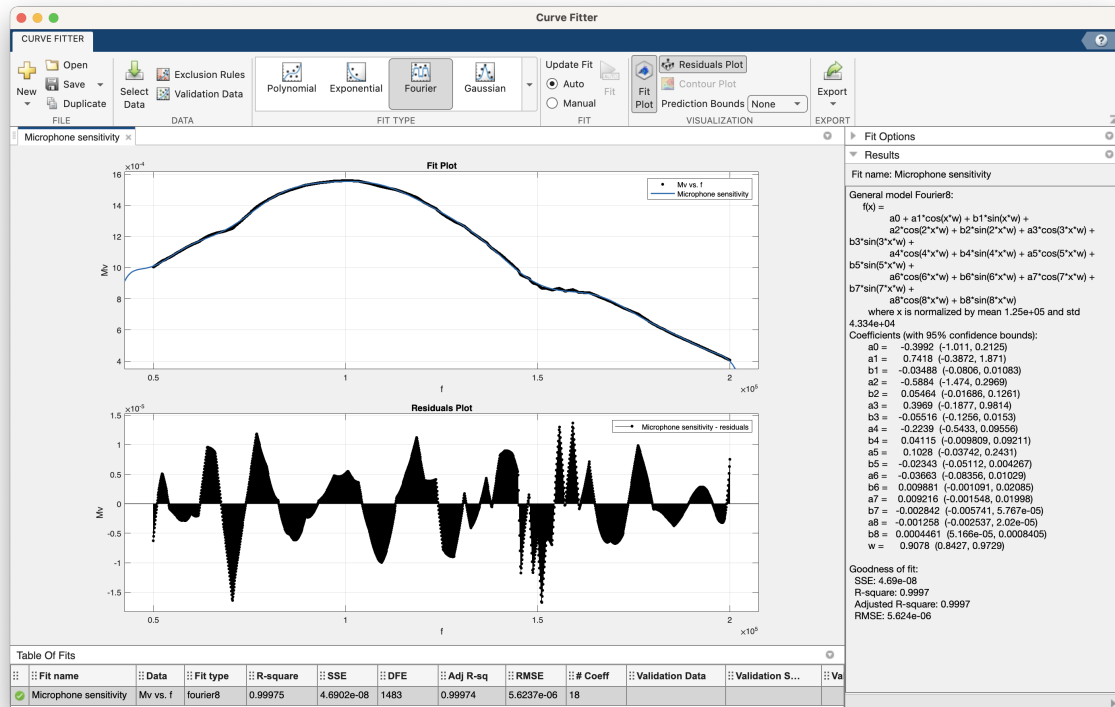 Curve Fitter
CURVE FITTER
?
New
Open
Save
Duplicate
FILE
Select
Data
Exclusion Rules
Validation Data
DATA
Polynomial
Exponential
Fourier
Gaussian
FIT TYPE
Update Fit
Auto
Manual
Fit
FIT
Fit
Plot
Residuals Plot
Contour Plot
Prediction Bounds None
VISUALIZATION
Export
EXPORT
Microphone sensitivity ×
Fit Plot
×10⁻⁴
16
14
12
10
8
6
4
Mv
Mv vs. f
Microphone sensitivity
0.5 1 1.5 2
×10⁵
f
Residuals Plot
×10⁻⁵
1.5
1
0.5
0
-0.5
-1
-1.5
Mv
Microphone sensitivity - residuals
0.5 1 1.5 2
×10⁵
f
Fit Options
Results
Fit name: Microphone sensitivity
General model Fourier8:
f(x) =
a0 + a1*cos(x*w) + b1*sin(x*w) +
a2*cos(2*x*w) + b2*sin(2*x*w) + a3*cos(3*x*w) +
b3*sin(3*x*w) +
a4*cos(4*x*w) + b4*sin(4*x*w) + a5*cos(5*x*w) +
b5*sin(5*x*w) +
a6*cos(6*x*w) + b6*sin(6*x*w) + a7*cos(7*x*w) +
b7*sin(7*x*w) +
a8*cos(8*x*w) + b8*sin(8*x*w)
where x is normalized by mean 1.25e+05 and std
4.334e+04
Coefficients (with 95% confidence bounds):
a0 = -0.3992 (-1.011, 0.2125)
a1 = 0.7418 (-0.3872, 1.871)
b1 = -0.03488 (-0.0806, 0.01083)
a2 = -0.5884 (-1.474, 0.2969)
b2 = 0.05464 (-0.01686, 0.1261)
a3 = 0.3969 (-0.1877, 0.9814)
b3 = -0.05516 (-0.1256, 0.0153)
a4 = -0.2239 (-0.5433, 0.09556)
b4 = 0.04115 (-0.009809, 0.09211)
a5 = 0.1028 (-0.03742, 0.2431)
b5 = -0.02343 (-0.05112, 0.004267)
a6 = -0.03663 (-0.08356, 0.01029)
b6 = 0.009881 (-0.001091, 0.02085)
a7 = 0.009216 (-0.001548, 0.01998)
b7 = -0.002842 (-0.005741, 5.767e-05)
a8 = -0.001258 (-0.002537, 2.02e-05)
b8 = 0.0004461 (5.166e-05, 0.0008405)
w = 0.9078 (0.8427, 0.9729)
Goodness of fit:
SSE: 4.69e-08
R-square: 0.9997
Adjusted R-square: 0.9997
RMSE: 5.624e-06
Table Of Fits
Fit name Data Fit type R-square SSE DFE Adj R-sq RMSE # Coeff Validation Data Validation S... Va
Microphone sensitivity Mv vs. f fourier8 0.99975 4.6902e-08 1483 0.99974 5.6237e-06 18